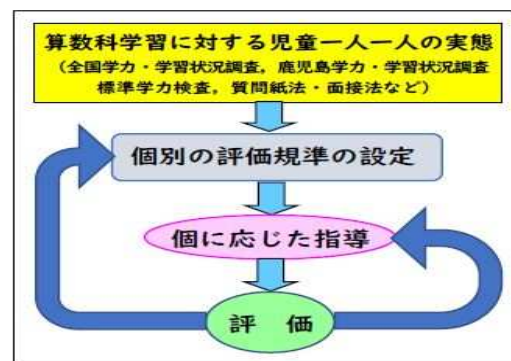 算数科学習に対する児童一人一人の実態
（全国学力・学習状況調査，鹿児島学力・学習状況調査
標準学力検査，質問紙法・面接法など）
個別の評価規準の設定
個に応じた指導
評　価